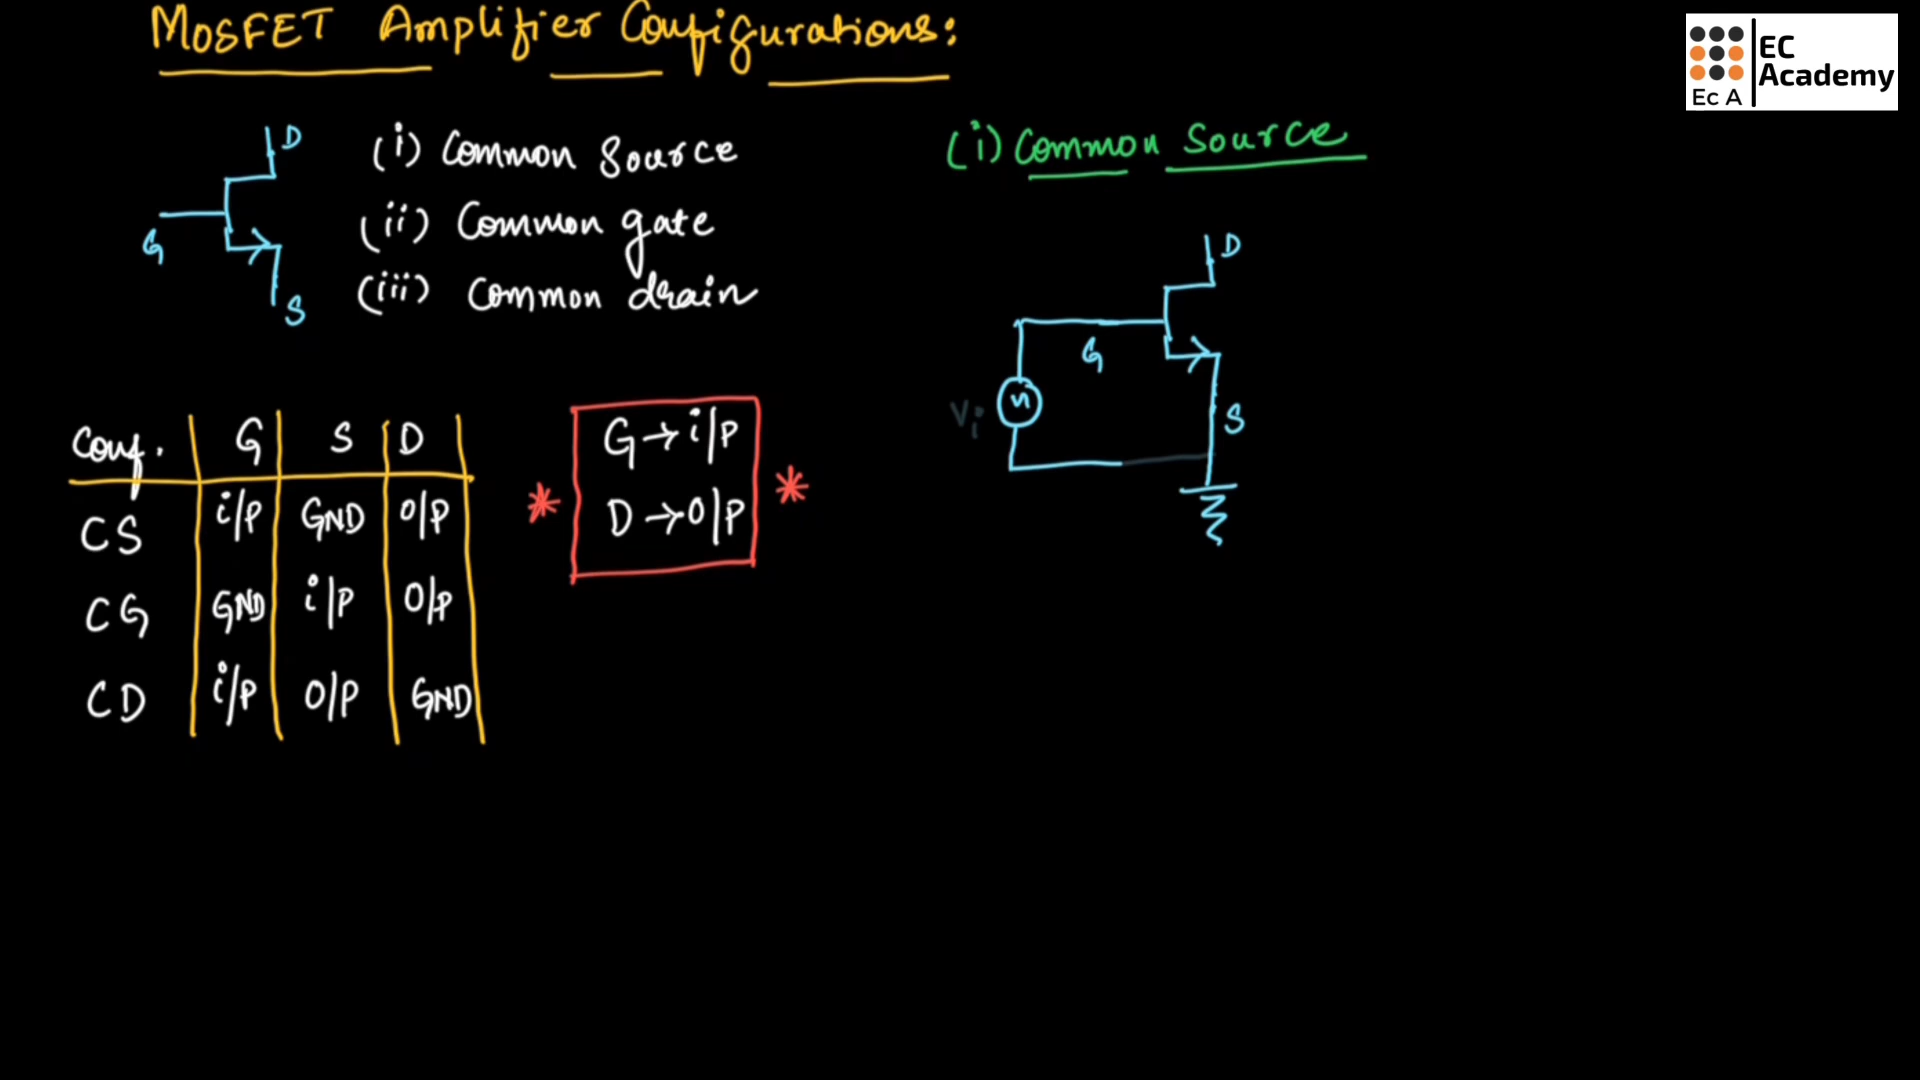 MOSFET Amplifier Configurations:
EC
Academy
Ec A
D
G
S
(i) Common Source
(ii) Common gate
(iii) Common drain
Conf. G S D
CS i/p GND O/P
CG GND i/p O/p
CD i/p O/P GND
* G → i/p *
D → O/P
(i) Common Source
D
G
Vi
S